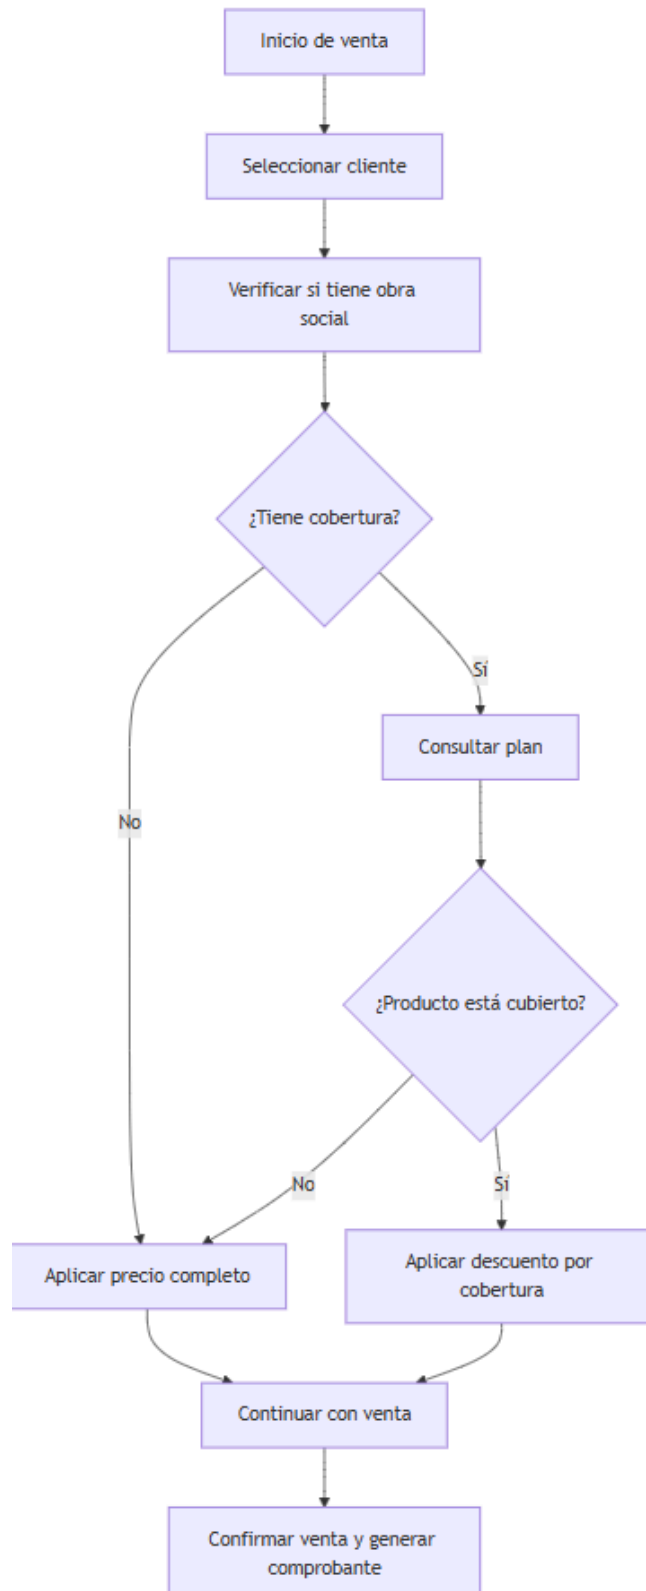 Inicio de venta
Seleccionar cliente
Verificar si tiene obra
social
¿Tiene cobertura?
Sí
Consultar plan
No
¿Producto está cubierto?
No
Sí
Aplicar precio completo
Aplicar descuento por
cobertura
Continuar con venta
Confirmar venta y generar
comprobante